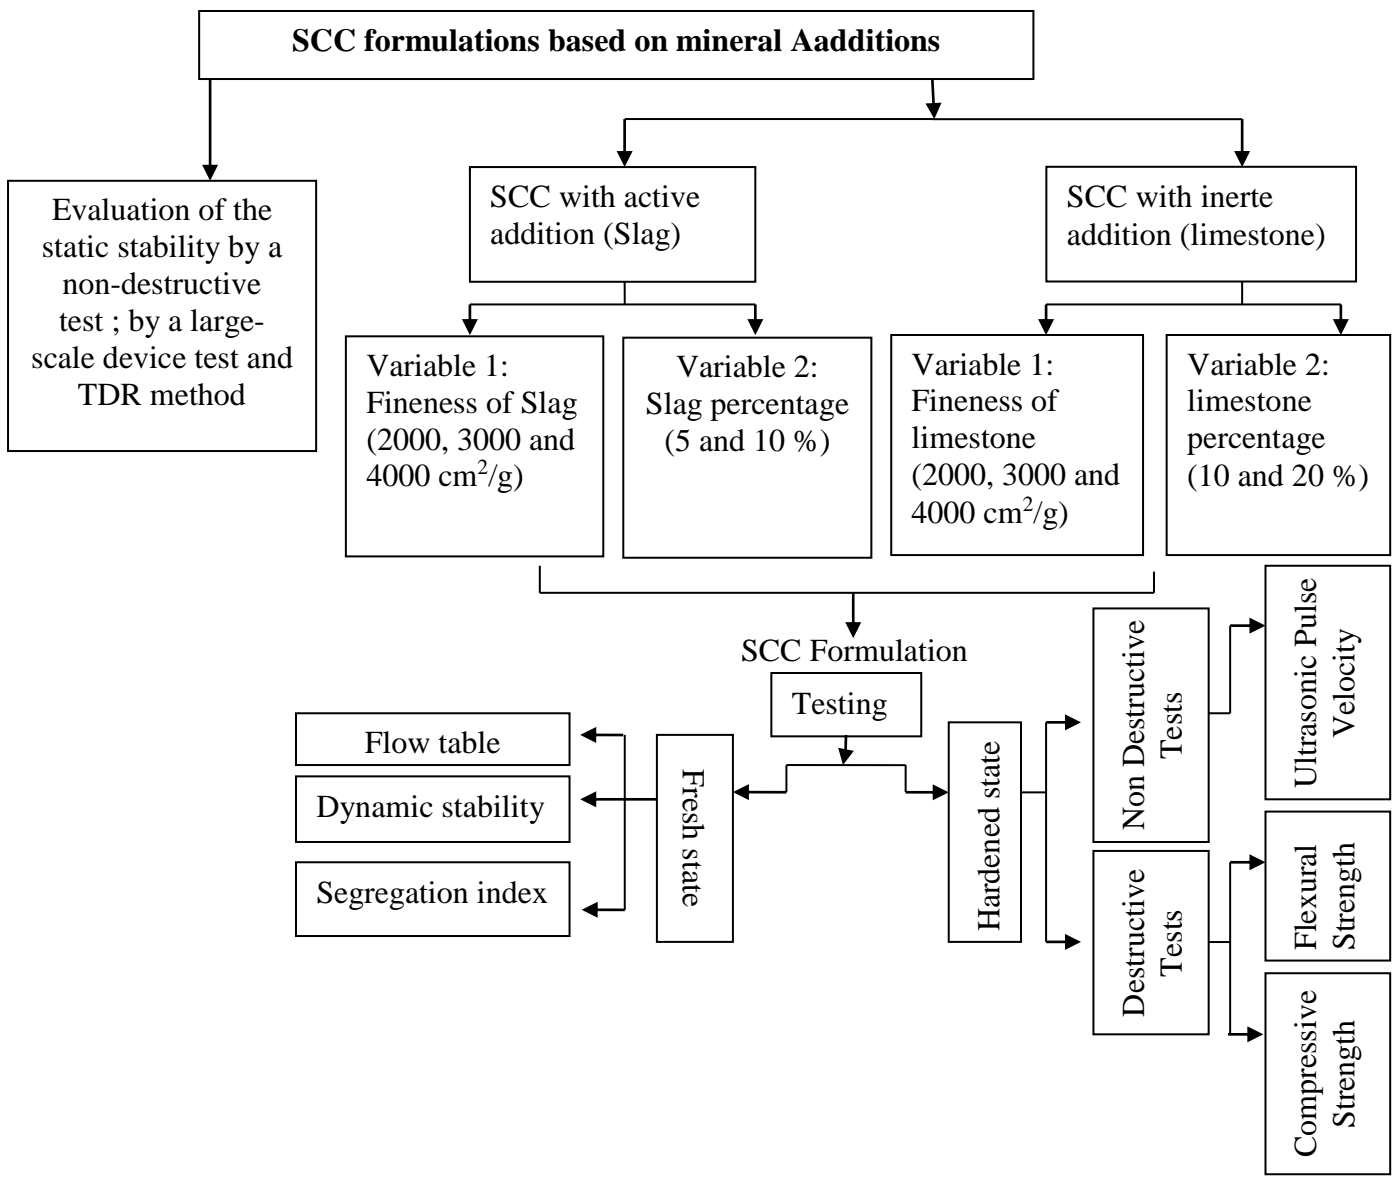 SCC formulations based on mineral Aadditions
Evaluation of the
static stability by a
non-destructive
test ; by a large-
scale device test and
TDR method
SCC with active
addition (Slag)
SCC with inerte
addition (limestone)
Variable 1:
Fineness of Slag
(2000, 3000 and
4000 cm²/g)
Variable 2:
Slag percentage
(5 and 10 %)
Variable 1:
Fineness of
limestone
(2000, 3000 and
4000 cm²/g)
Variable 2:
limestone
percentage
(10 and 20 %)
SCC Formulation
Testing
Flow table
Dynamic stability
Segregation index
Fresh state
Hardened state
Non Destructive
Tests
Destructive
Tests
Ultrasonic Pulse
Velocity
Flexural
Strength
Compressive
Strength